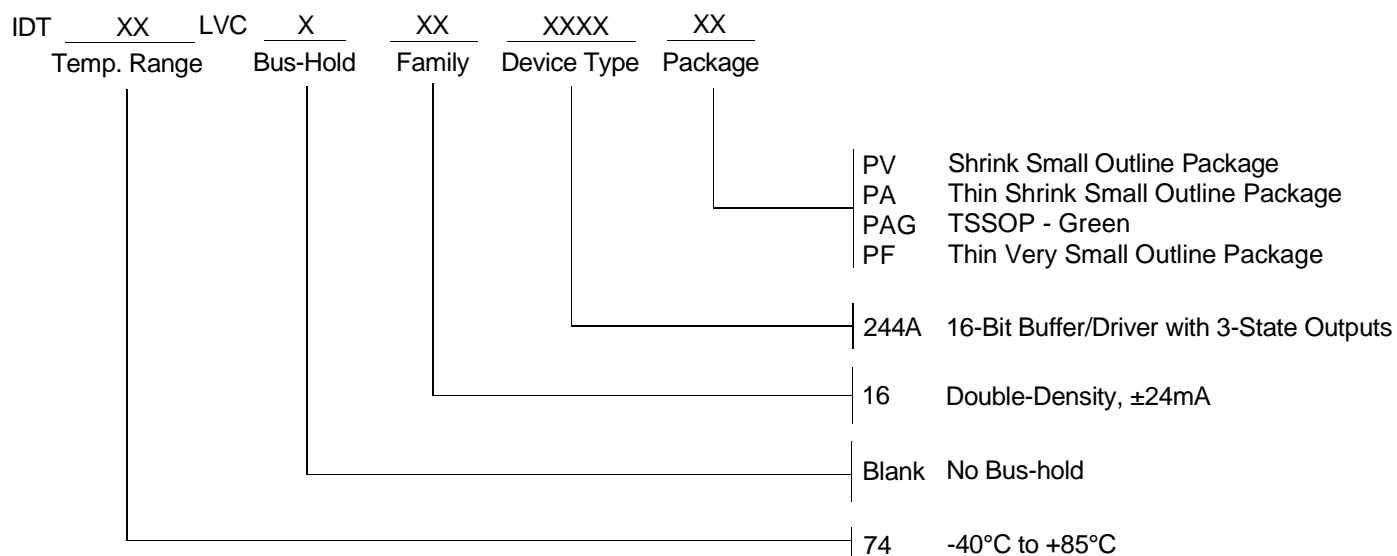 IDT XX LVC X XX XXXX XX
Temp. Range Bus-Hold Family Device Type Package
PV Shrink Small Outline Package
PA Thin Shrink Small Outline Package
PAG TSSOP - Green
PF Thin Very Small Outline Package
244A 16-Bit Buffer/Driver with 3-State Outputs
16 Double-Density, ±24mA
Blank No Bus-hold
74 -40°C to +85°C